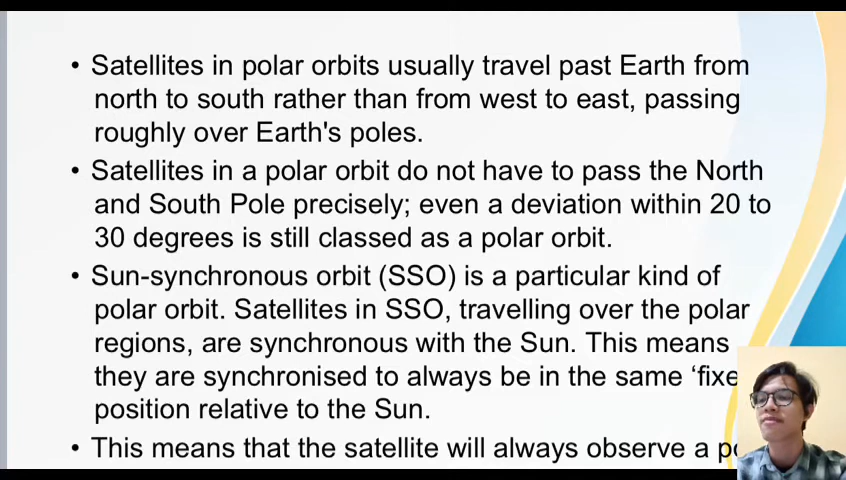 • Satellites in polar orbits usually travel past Earth from
north to south rather than from west to east, passing
roughly over Earth's poles.
• Satellites in a polar orbit do not have to pass the North
and South Pole precisely; even a deviation within 20 to
30 degrees is still classed as a polar orbit.
• Sun-synchronous orbit (SSO) is a particular kind of
polar orbit. Satellites in SSO, travelling over the polar
regions, are synchronous with the Sun. This means
they are synchronised to always be in the same ‘fixe
position relative to the Sun.
• This means that the satellite will always observe a